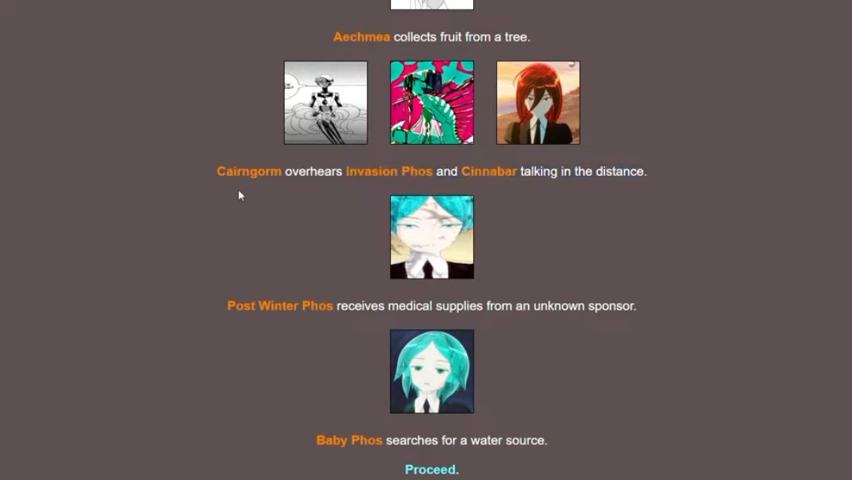 Aechmea collects fruit from a tree.
Cairngorm overhears Invasion Phos and Cinnabar talking in the distance.
Post Winter Phos receives medical supplies from an unknown sponsor.
Baby Phos searches for a water source.
Proceed.